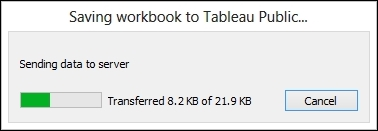 Saving workbook to Tableau Public...
Sending data to server
Transferred 8.2 KB of 21.9 KB Cancel